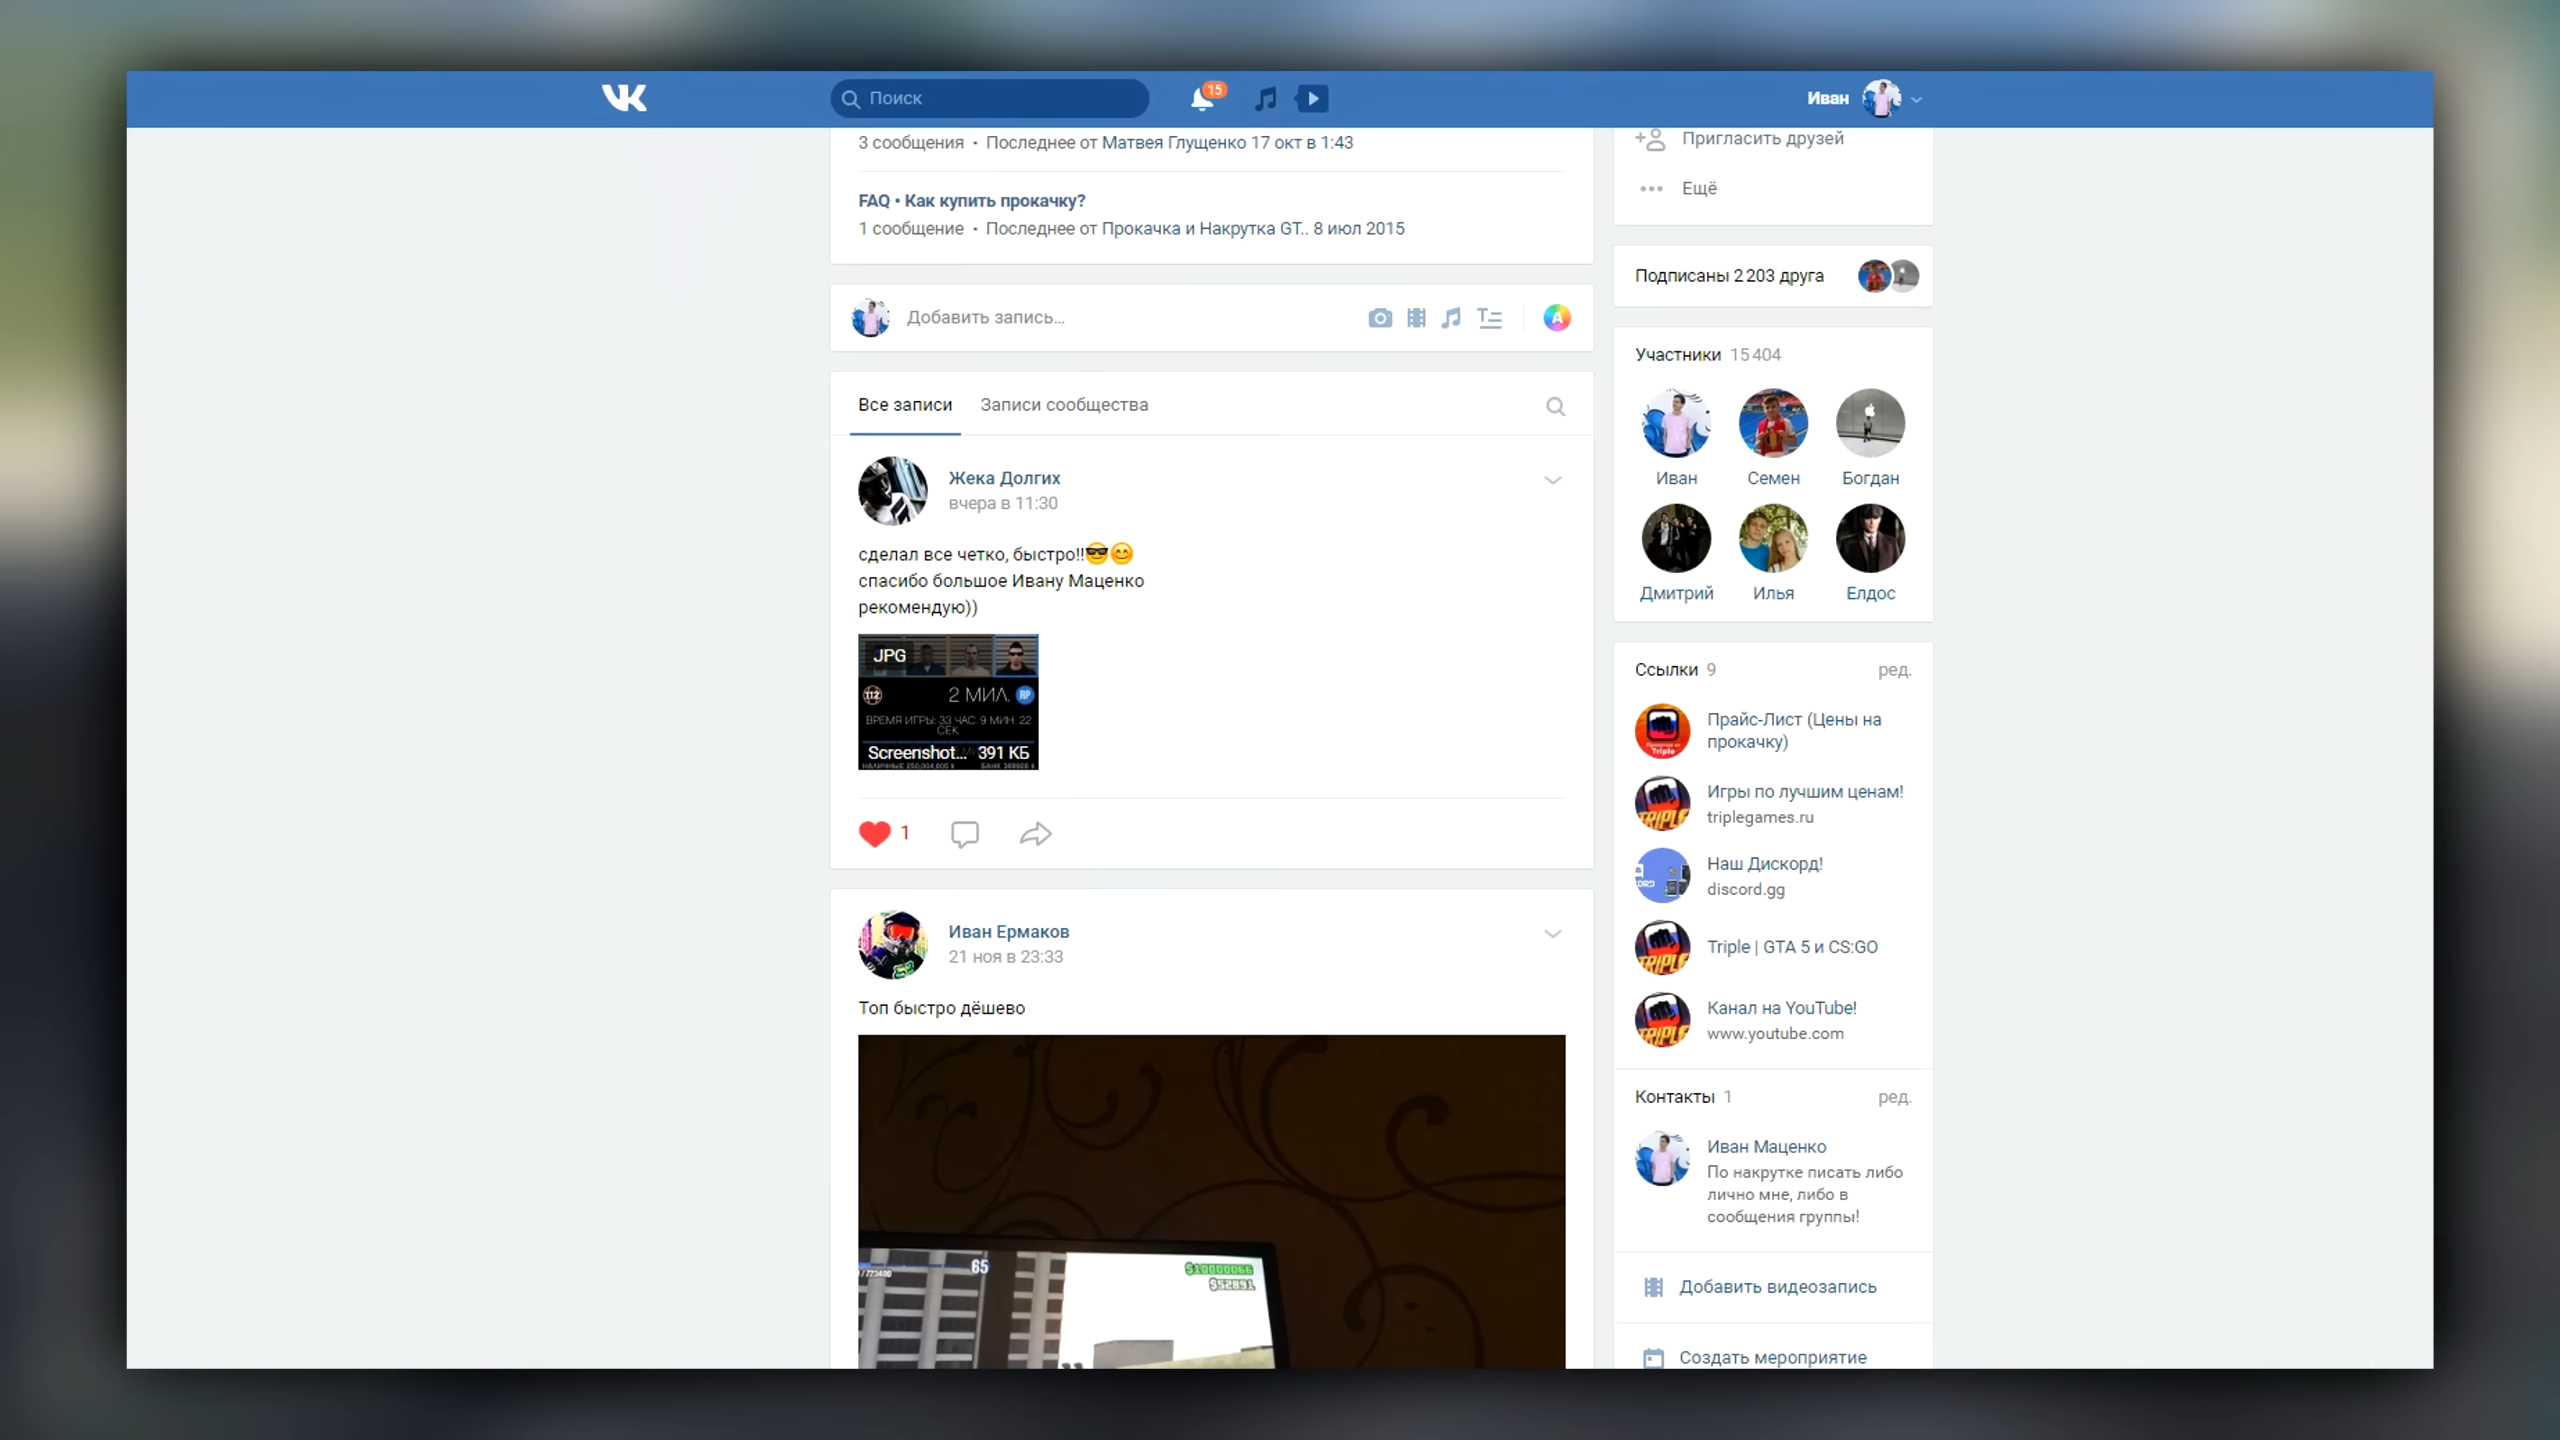 VK
Поиск
15
Иван
3 сообщения • Последнее от Матвея Глущенко 17 окт в 1:43
FAQ • Как купить прокачку?
1 сообщение • Последнее от Прокачка и Накрутка GT.. 8 июл 2015
Добавить запись...
A
Все записи Записи сообщества
Жека Долгих
вчера в 11:30
сделал все четко, быстро!!😎😊
спасибо большое Ивану Маценко
рекомендую))
JPG
112 2 МИЛ. RP
ВРЕМЯ ИГРЫ: 33 ЧАС. 9 МИН. 22
СЕК
Screenshot... 391 КБ
1
Иван Ермаков
21 ноя в 23:33
Топ быстро дёшево
65
$10000066
$52891
Пригласить друзей
Ещё
Подписаны 2 203 друга
Участники 15 404
Иван Семен Богдан
Дмитрий Илья Елдос
Ссылки 9 ред.
Прайс-Лист (Цены на
прокачку)
Игры по лучшим ценам!
triplegames.ru
Наш Дискорд!
discord.gg
Triple | GTA 5 и CS:GO
Канал на YouTube!
www.youtube.com
Контакты 1 ред.
Иван Маценко
По накрутке писать либо
лично мне, либо в
сообщения группы!
Добавить видеозапись
Создать мероприятие